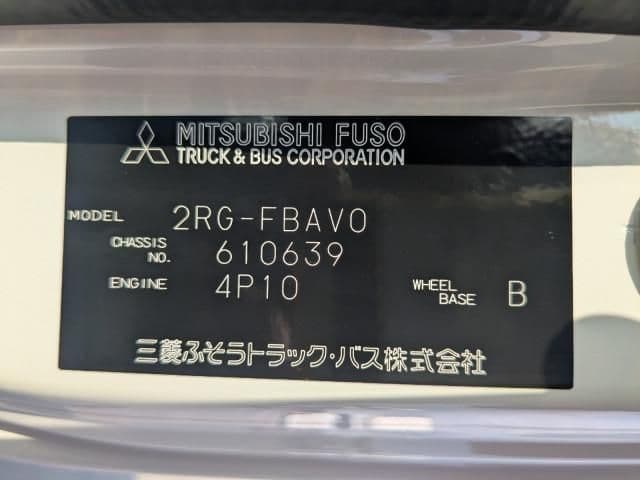 MITSUBISHI FUSO
TRUCK & BUS CORPORATION
MODEL 2RG-FBAV0
CHASSIS NO. 610639
ENGINE 4P10 WHEEL BASE B
三菱ふそうトラック・バス株式会社